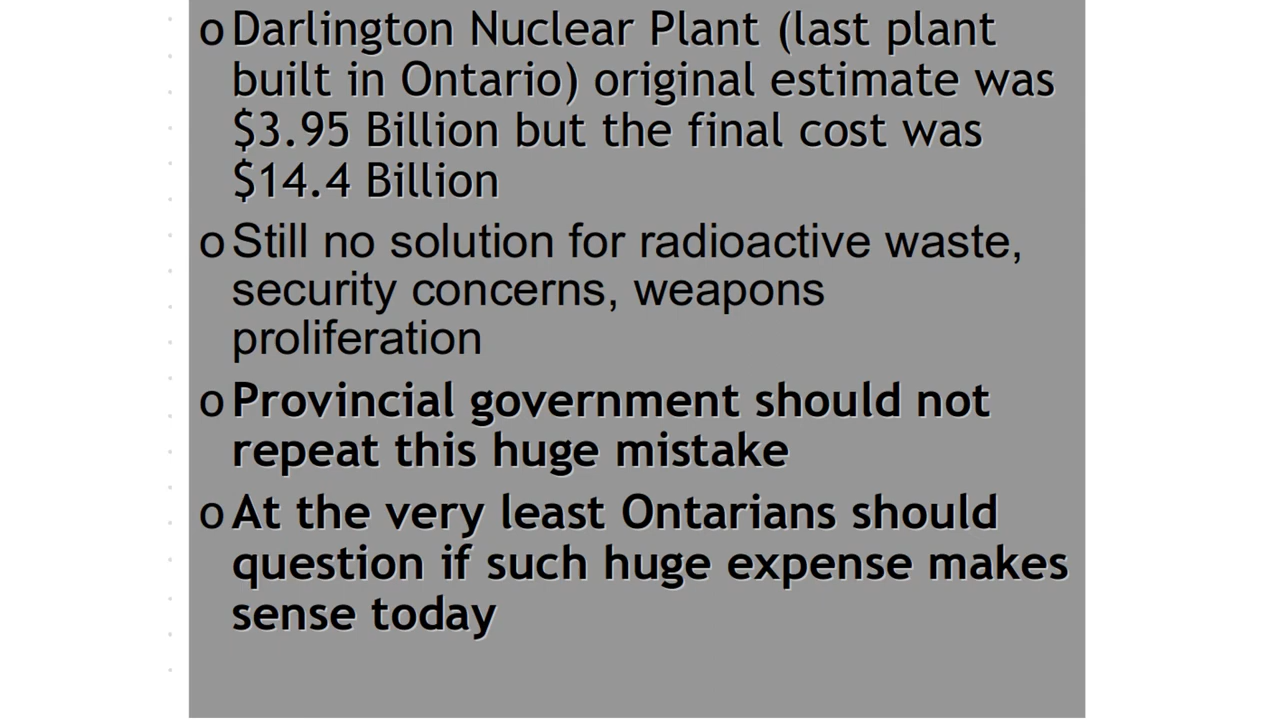 o Darlington Nuclear Plant (last plant
built in Ontario) original estimate was
$3.95 Billion but the final cost was
$14.4 Billion
o Still no solution for radioactive waste,
security concerns, weapons
proliferation
o Provincial government should not
repeat this huge mistake
o At the very least Ontarians should
question if such huge expense makes
sense today